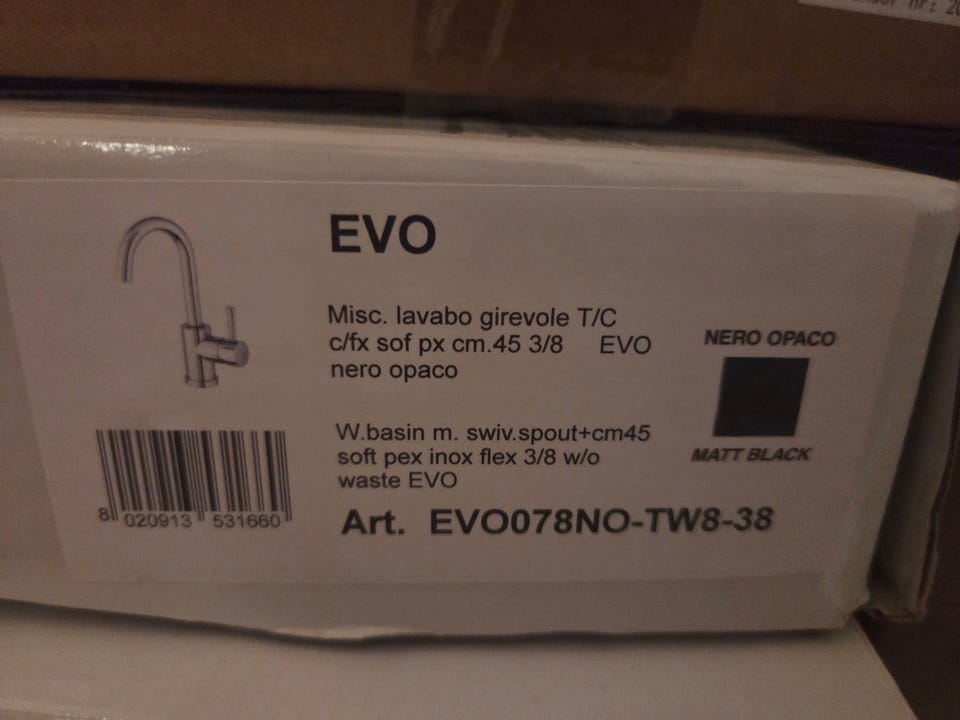 EVO
Misc. lavabo girevole T/C
c/fx sof px cm.45 3/8 EVO
nero opaco
NERO OPACO
MATT BLACK
W.basin m. swiv.spout+cm45
soft pex inox flex 3/8 w/o
waste EVO
Art. EVO078NO-TW8-38
8 020913 531660